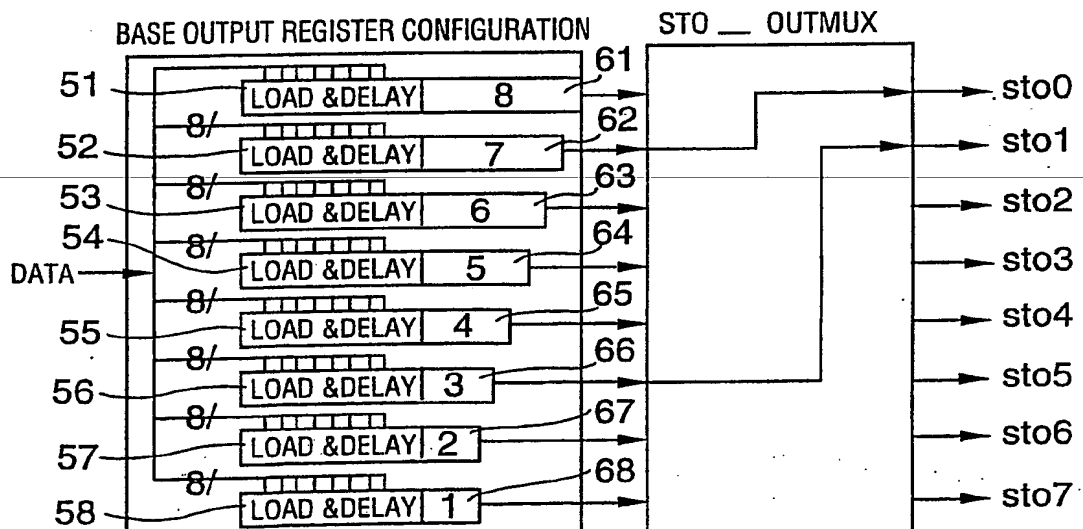 BASE OUTPUT REGISTER CONFIGURATION
STO __ OUTMUX
51 LOAD &DELAY 8 61 sto0
8/
52 LOAD &DELAY 7 62 sto1
8/
53 LOAD &DELAY 6 63 sto2
8/
54 LOAD &DELAY 5 64 sto3
DATA
8/
55 LOAD &DELAY 4 65 sto4
8/
56 LOAD &DELAY 3 66 sto5
8/
57 LOAD &DELAY 2 67 sto6
8/
58 LOAD &DELAY 1 68 sto7